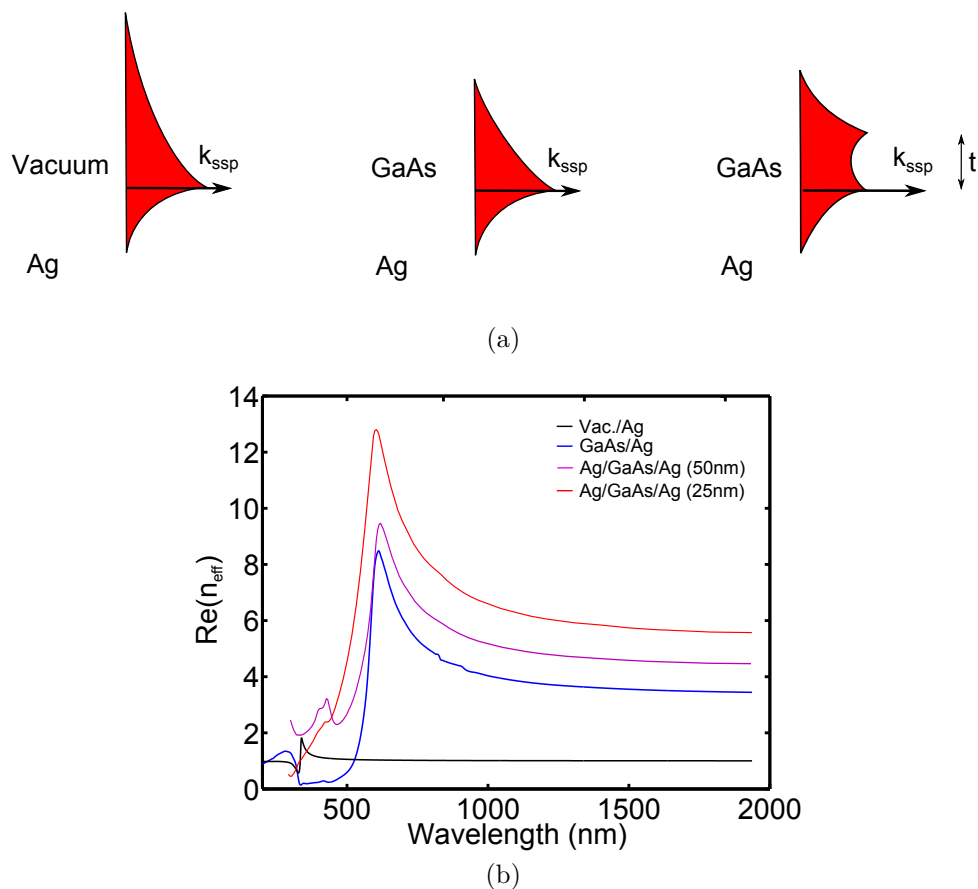 Vacuum
k_ssp
Ag
GaAs
k_ssp
Ag
GaAs
k_ssp
t
Ag
(a)
14
12
10
8
6
4
2
0
Re(n_eff)
Vac./Ag
GaAs/Ag
Ag/GaAs/Ag (50nm)
Ag/GaAs/Ag (25nm)
500 1000 1500 2000
Wavelength (nm)
(b)